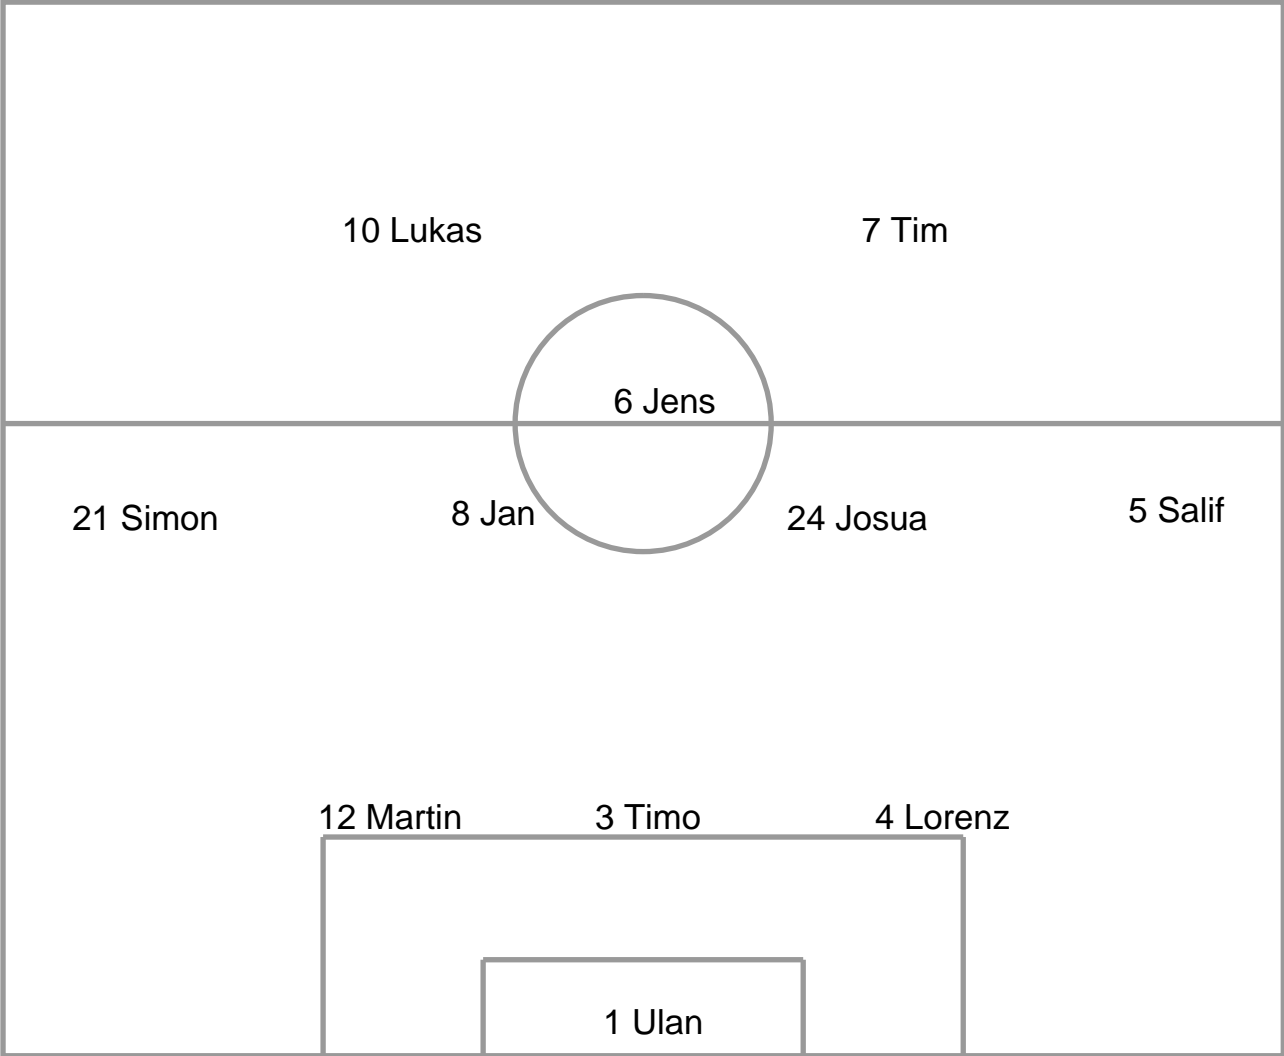 10 Lukas
7 Tim
6 Jens
21 Simon
8 Jan
24 Josua
5 Salif
12 Martin
3 Timo
4 Lorenz
1 Ulan